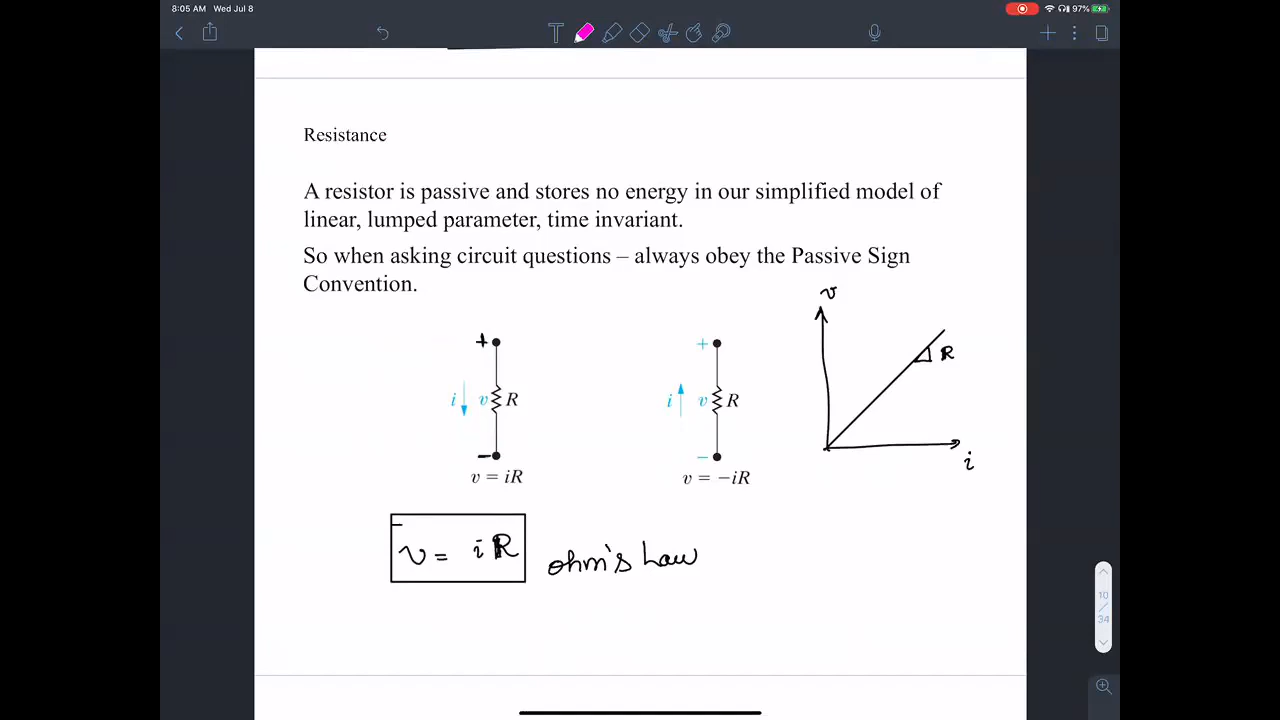 8:05 AM Wed Jul 8
97%
T
Resistance
A resistor is passive and stores no energy in our simplified model of
linear, lumped parameter, time invariant.
So when asking circuit questions – always obey the Passive Sign
Convention.
v
R
i
+
i v R
−
v = iR
+
i v R
−
v = −iR
v = iR ohm's Law
10
/
34